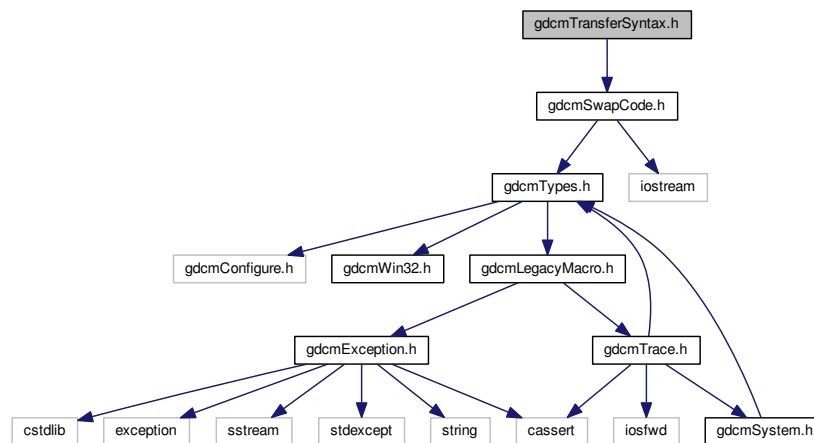 gdcmTransferSyntax.h
gdcmSwapCode.h
gdcmTypes.h
iostream
gdcmConfigure.h
gdcmWin32.h
gdcmLegacyMacro.h
gdcmException.h
gdcmTrace.h
cstdlib
exception
sstream
stdexcept
string
cassert
iosfwd
gdcmSystem.h